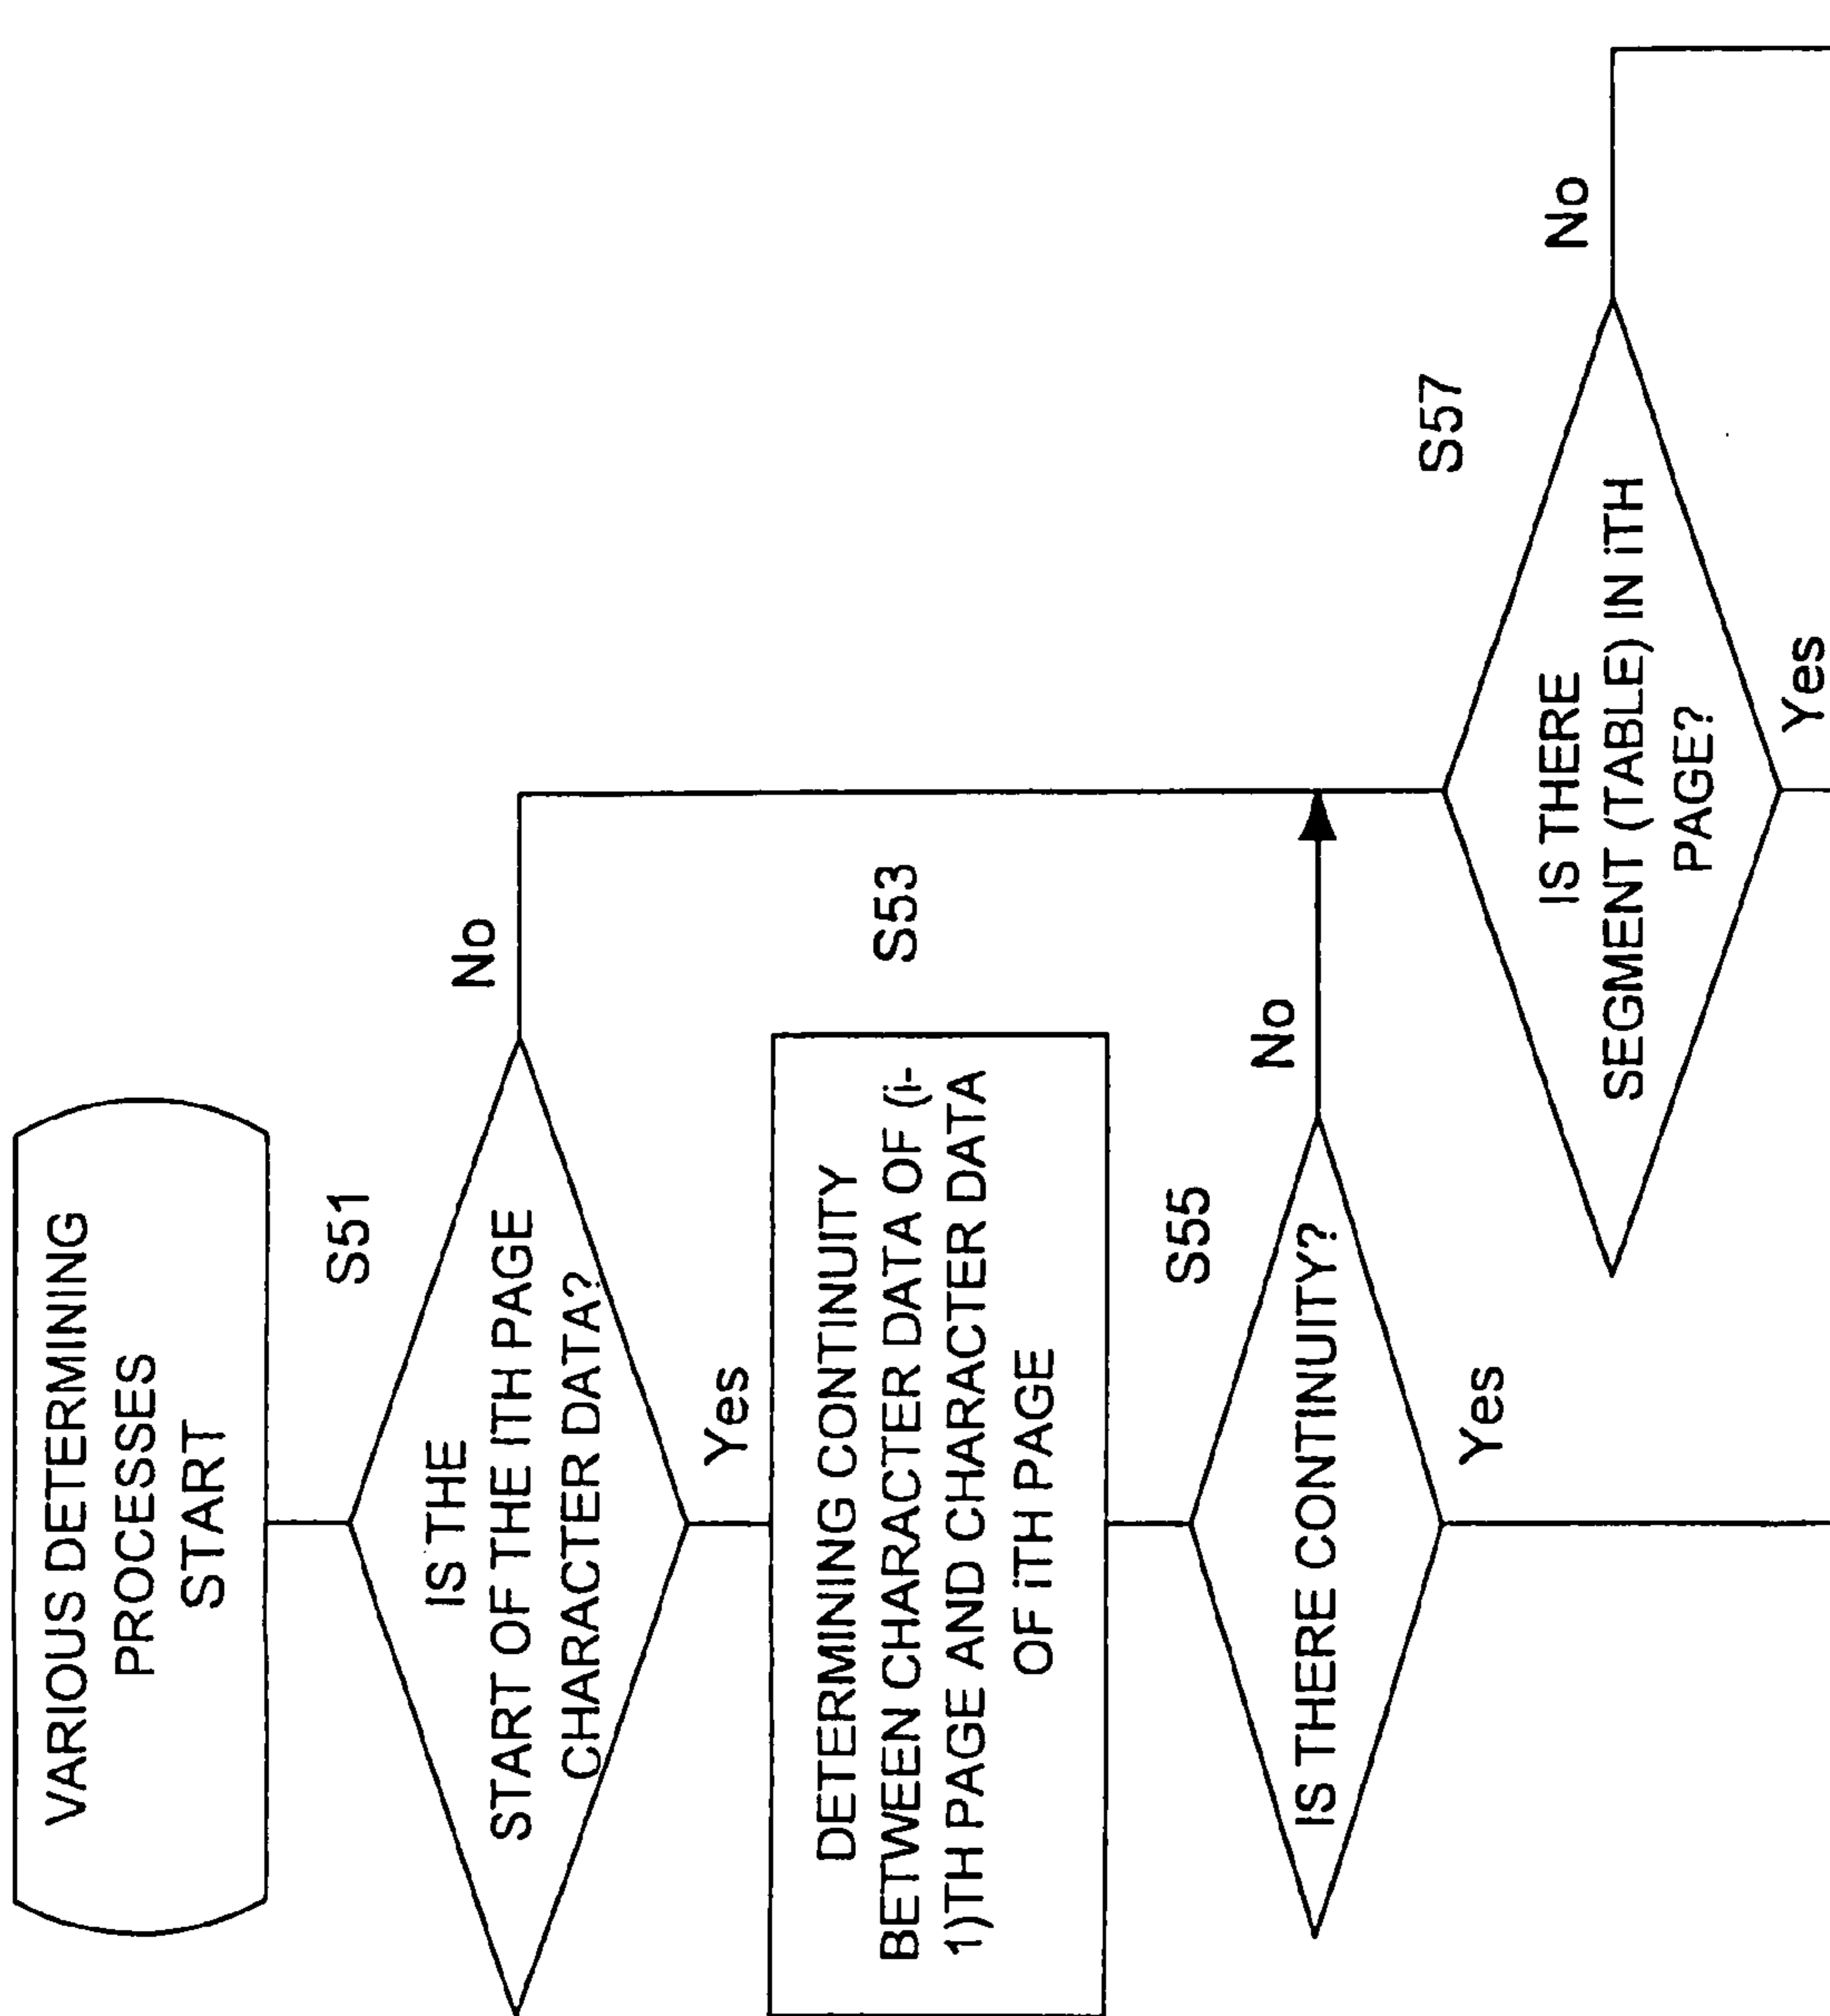 VARIOUS DETERMINING
PROCESSES
START
S51
IS THE
START OF THE ITH PAGE
CHARACTER DATA?
No
Yes
S53
DETERMINING CONTINUITY
BETWEEN CHARACTER DATA OF (i-
1)TH PAGE AND CHARACTER DATA
OF iTH PAGE
S55
IS THERE CONTINUITY?
No
Yes
S57
IS THERE
SEGMENT (TABLE) IN iTH
PAGE?
No
Yes